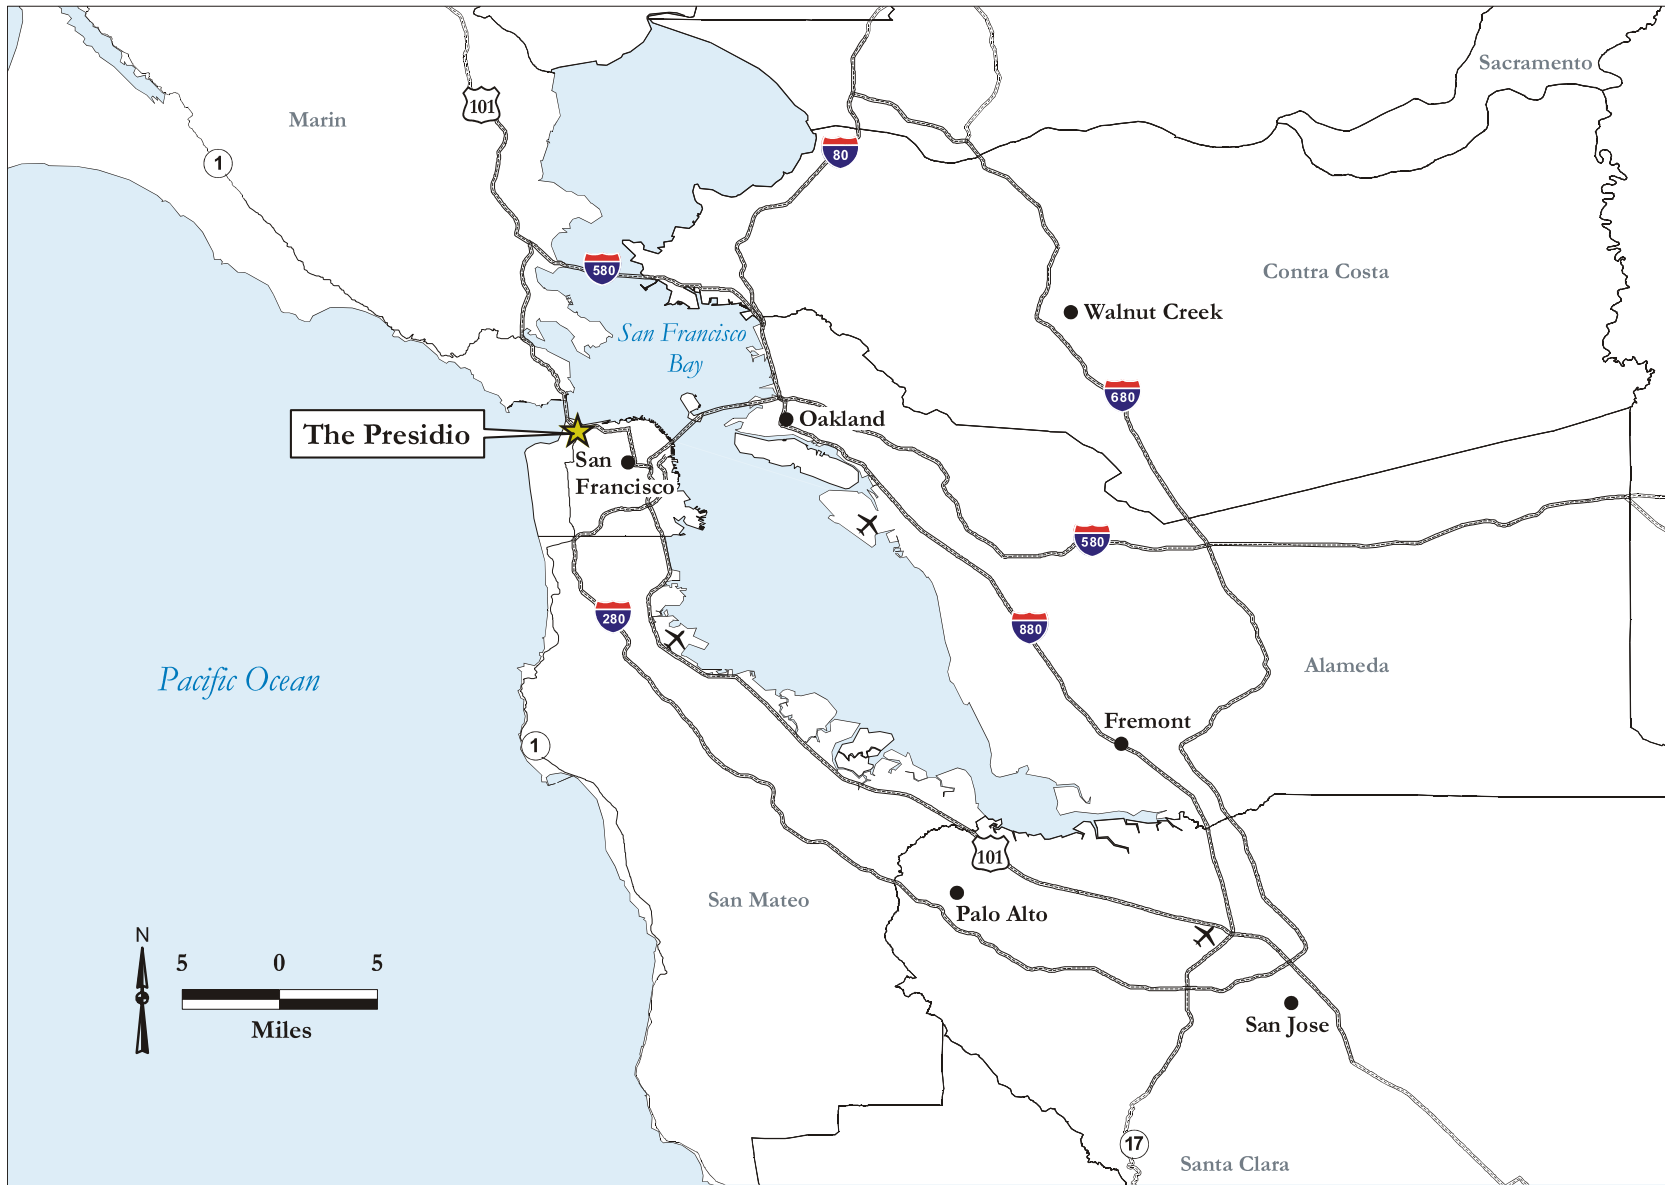 Sacramento
101
Marin
80
1
580
Contra Costa
Walnut Creek
San Francisco
Bay
680
Oakland
The Presidio
San
Francisco
580
280
880
Alameda
Pacific Ocean
Fremont
1
101
San Mateo
Palo Alto
N
5 0 5
Miles
San Jose
17
Santa Clara